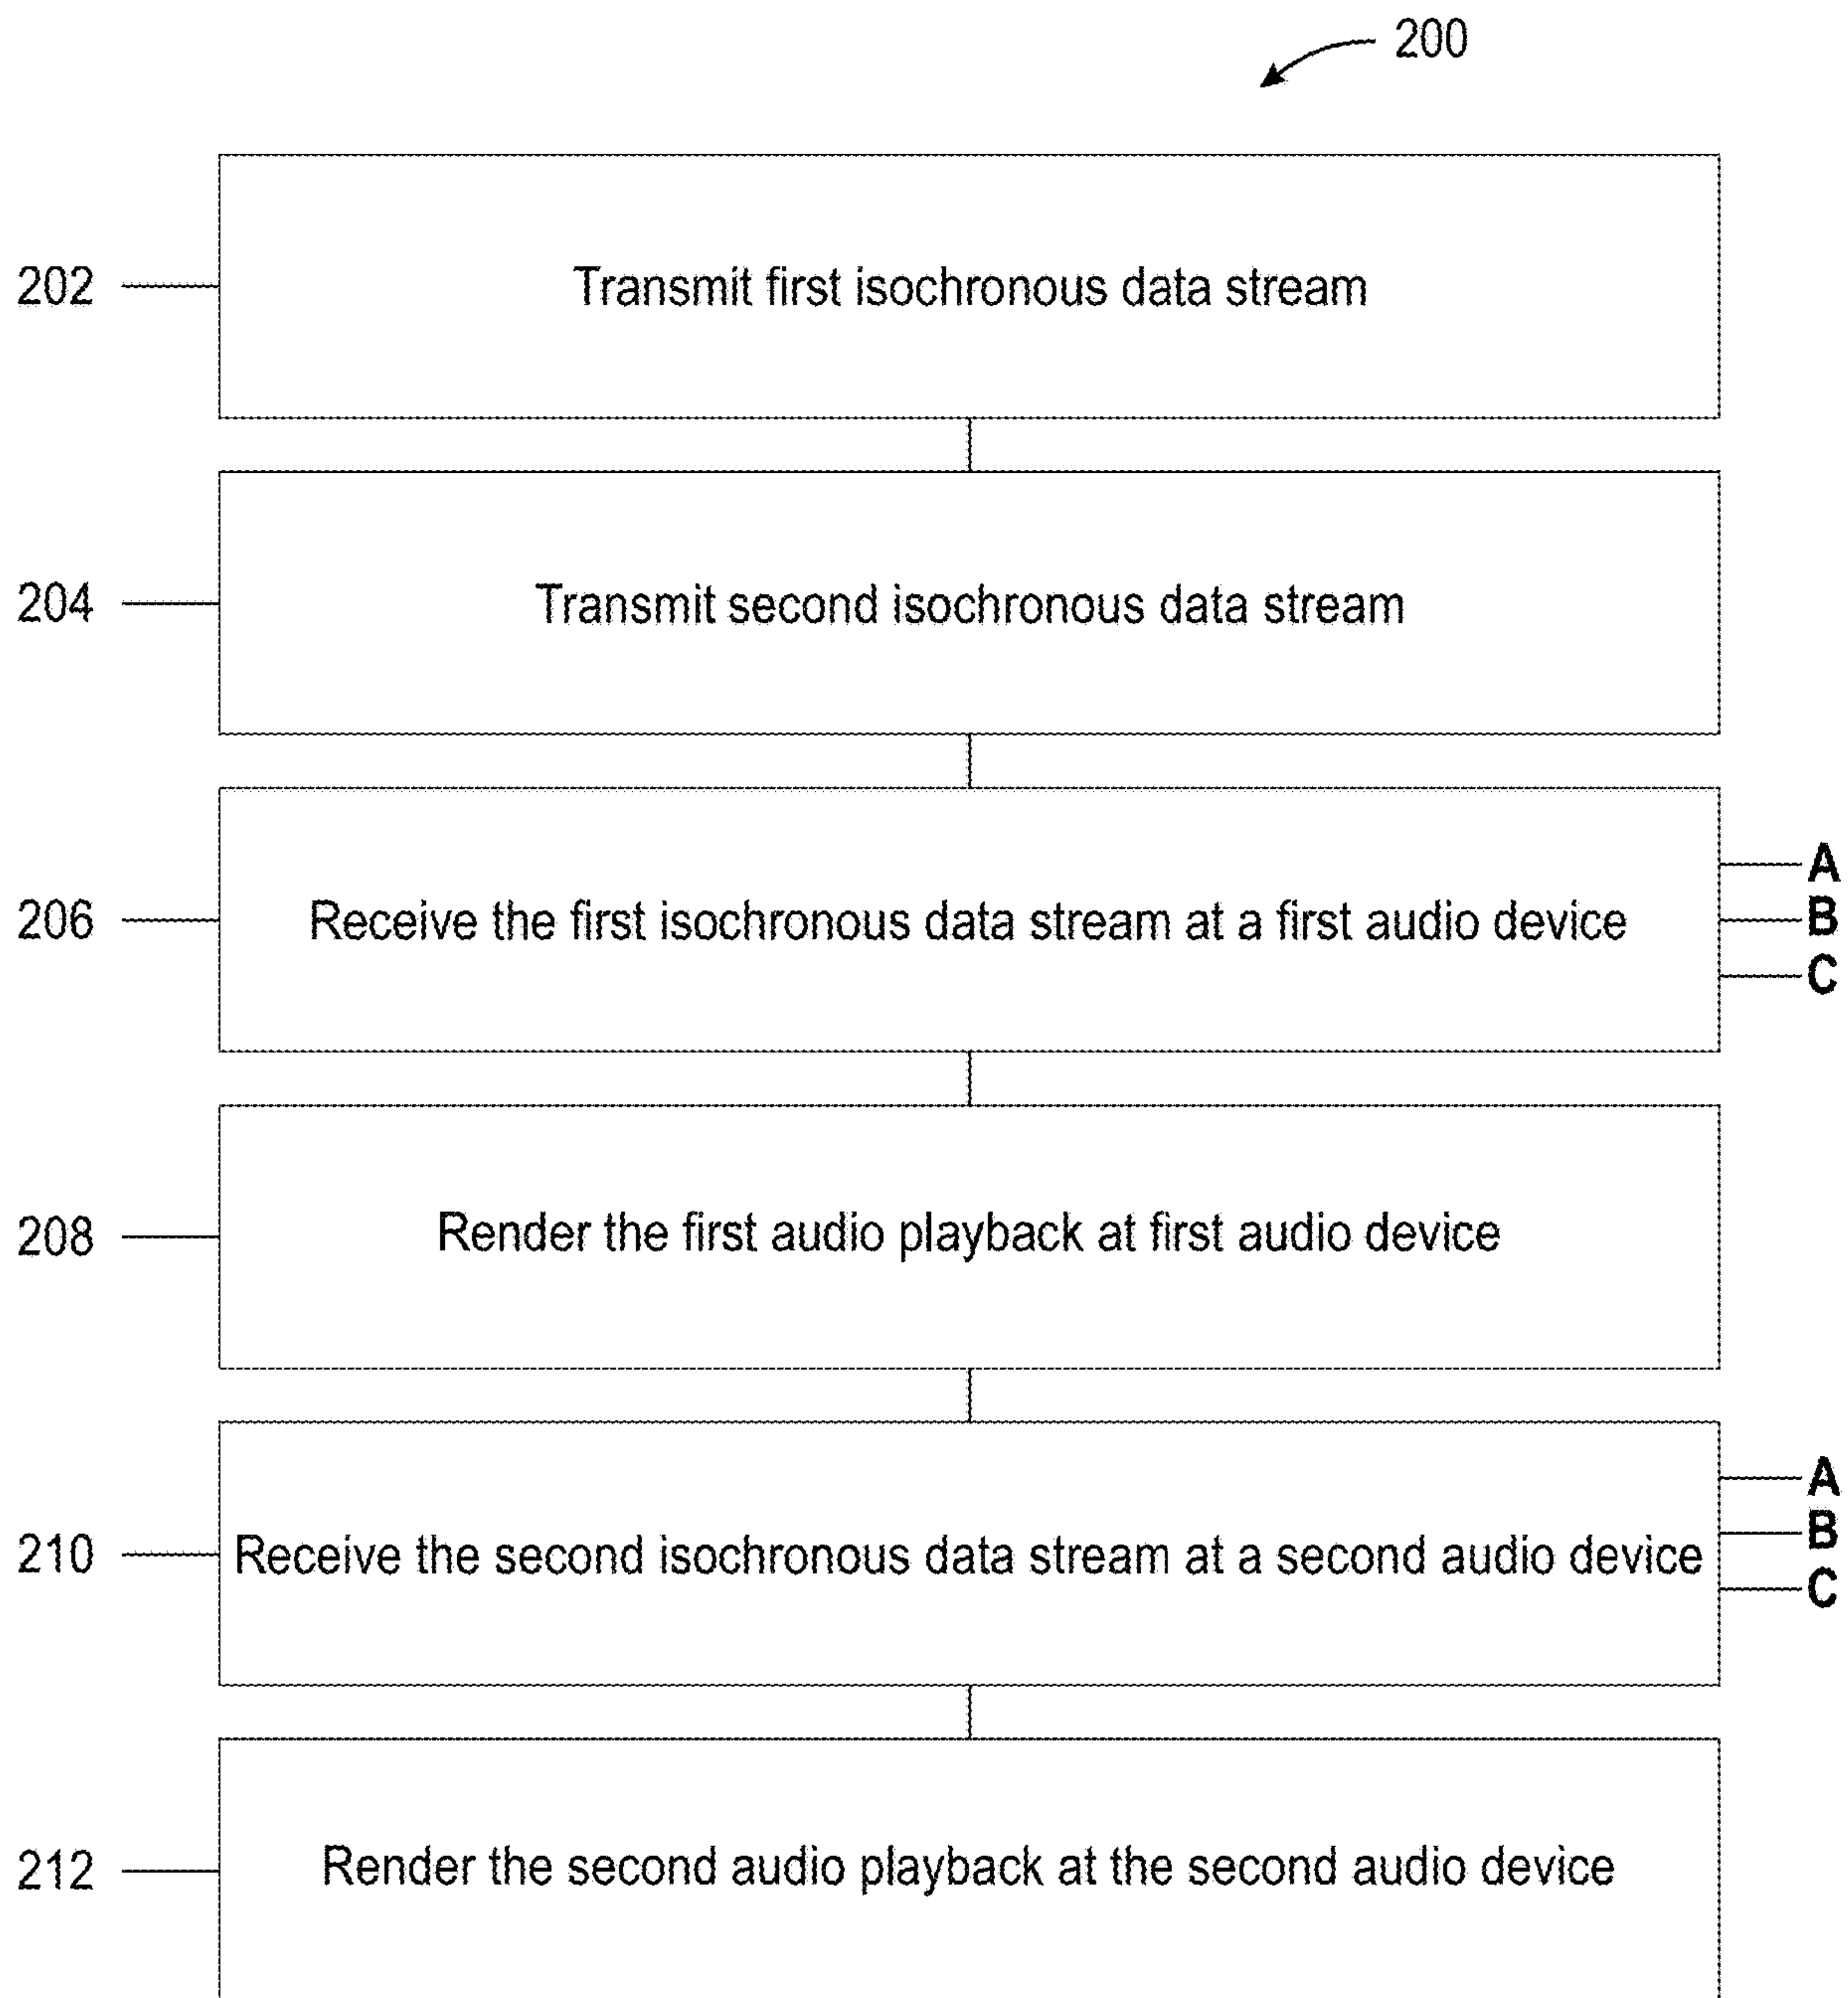 200
202
Transmit first isochronous data stream
204
Transmit second isochronous data stream
A
206
Receive the first isochronous data stream at a first audio device
B
C
208
Render the first audio playback at first audio device
A
B
210
Receive the second isochronous data stream at a second audio device
C
212
Render the second audio playback at the second audio device